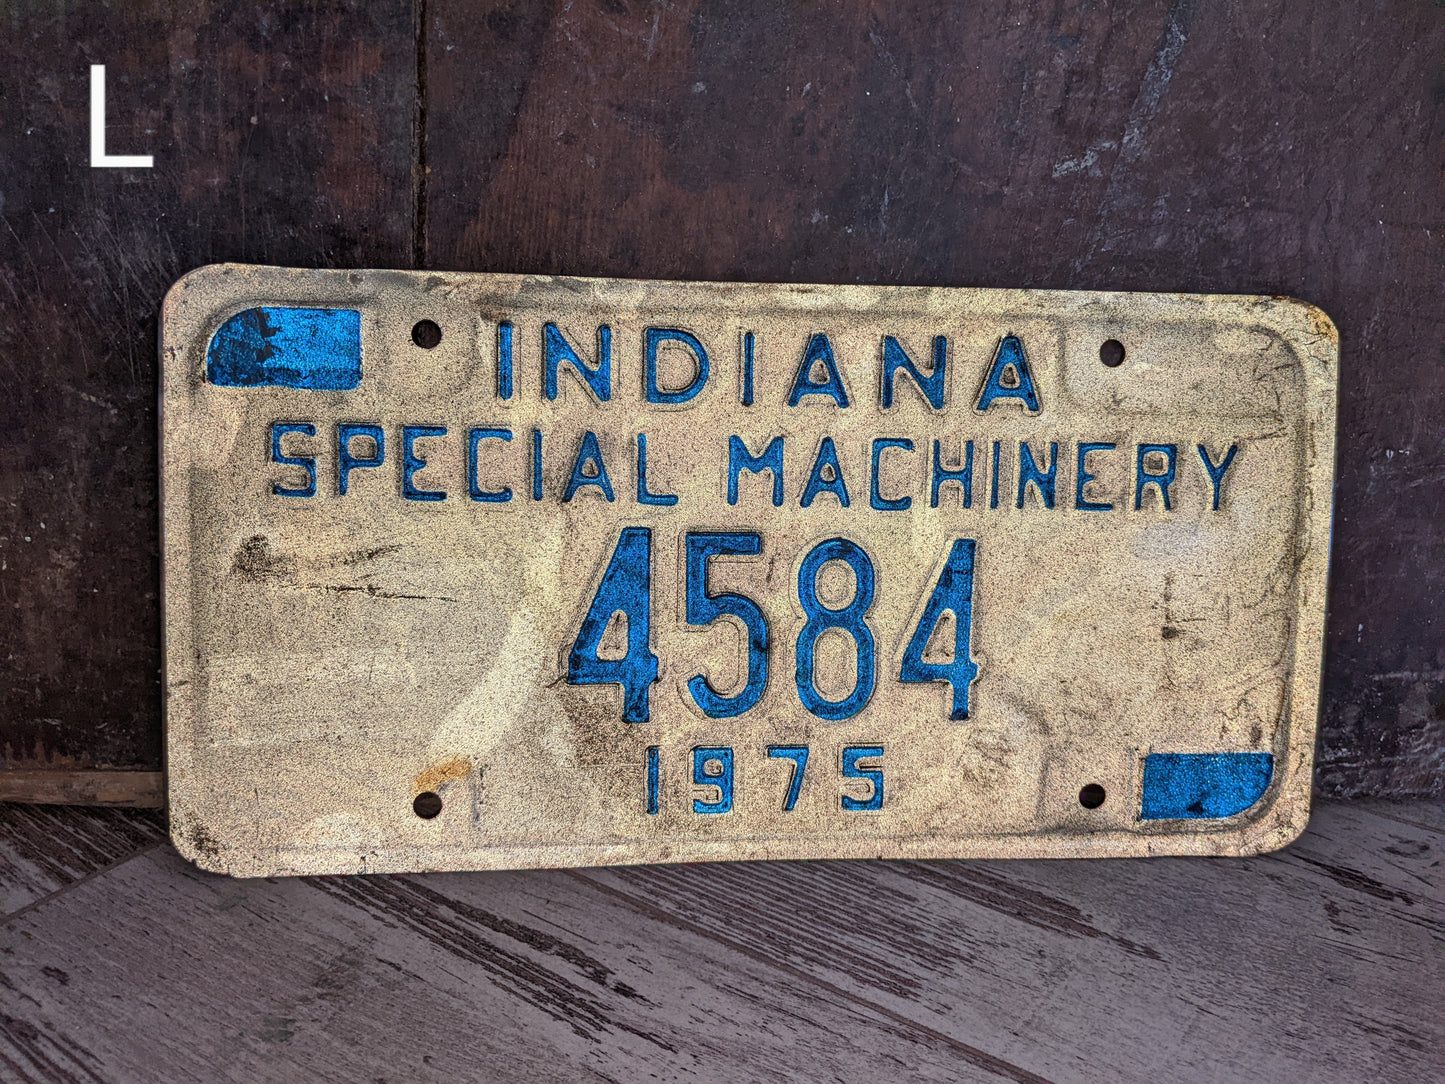 L
INDIANA
SPECIAL MACHINERY
4584
1975